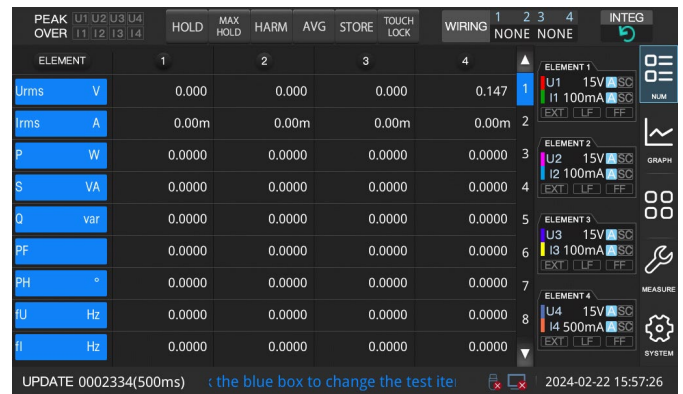 PEAK U1 U2 U3 U4 HOLD MAX HOLD HARM AVG STORE TOUCH LOCK WIRING 1 2 3 4 INTEG
OVER I1 I2 I3 I4 NONE NONE
ELEMENT 1 2 3 4
Urms V 0.000 0.000 0.000 0.147 1
Irms A 0.00m 0.00m 0.00m 0.00m 2
P W 0.0000 0.0000 0.0000 0.0000 3
S VA 0.0000 0.0000 0.0000 0.0000 4
Q var 0.0000 0.0000 0.0000 0.0000 5
PF 0.0000 0.0000 0.0000 0.0000 6
PH ° 0.0000 0.0000 0.0000 0.0000 7
fU Hz 0.0000 0.0000 0.0000 0.0000 8
fI Hz 0.0000 0.0000 0.0000 0.0000
ELEMENT 1
U1 15V A SC
I1 100mA A SC
EXT LF FF
ELEMENT 2
U2 15V A SC
I2 100mA A SC
EXT LF FF
ELEMENT 3
U3 15V A SC
I3 100mA A SC
EXT LF FF
ELEMENT 4
U4 15V A SC
I4 500mA A SC
EXT LF FF
NUM
GRAPH
MEASURE
SYSTEM
UPDATE 0002334(500ms) the blue box to change the test 2024-02-22 15:57:26